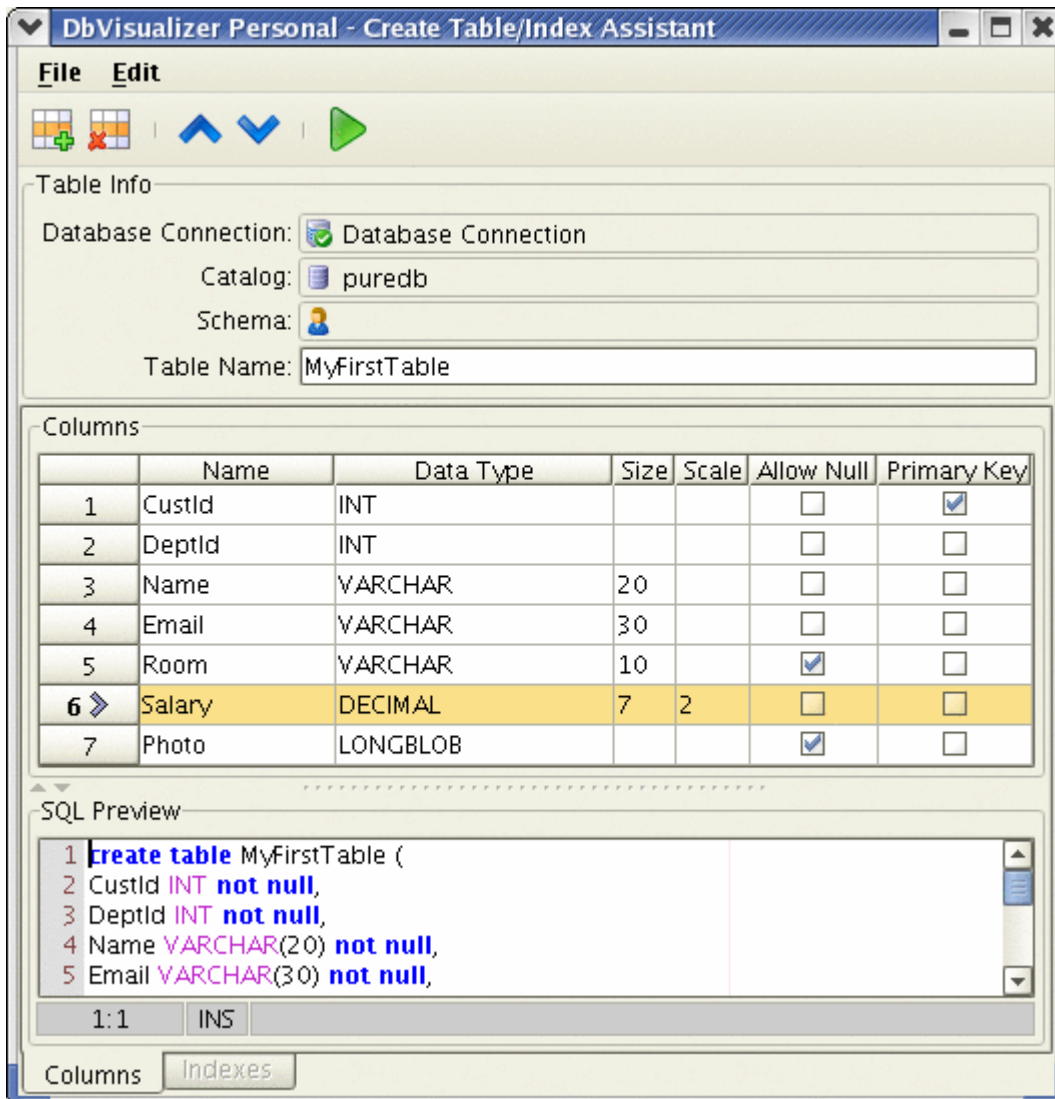 DbVisualizer Personal - Create Table/Index Assistant
File Edit
Table Info
Database Connection: Database Connection
Catalog: puredb
Schema:
Table Name: MyFirstTable
Columns
Name Data Type Size Scale Allow Null Primary Key
1 CustId INT
2 DeptId INT
3 Name VARCHAR 20
4 Email VARCHAR 30
5 Room VARCHAR 10
6 Salary DECIMAL 7 2
7 Photo LONGBLOB
SQL Preview
1 create table MyFirstTable (
2 CustId INT not null,
3 DeptId INT not null,
4 Name VARCHAR(20) not null,
5 Email VARCHAR(30) not null,
1:1 INS
Columns Indexes